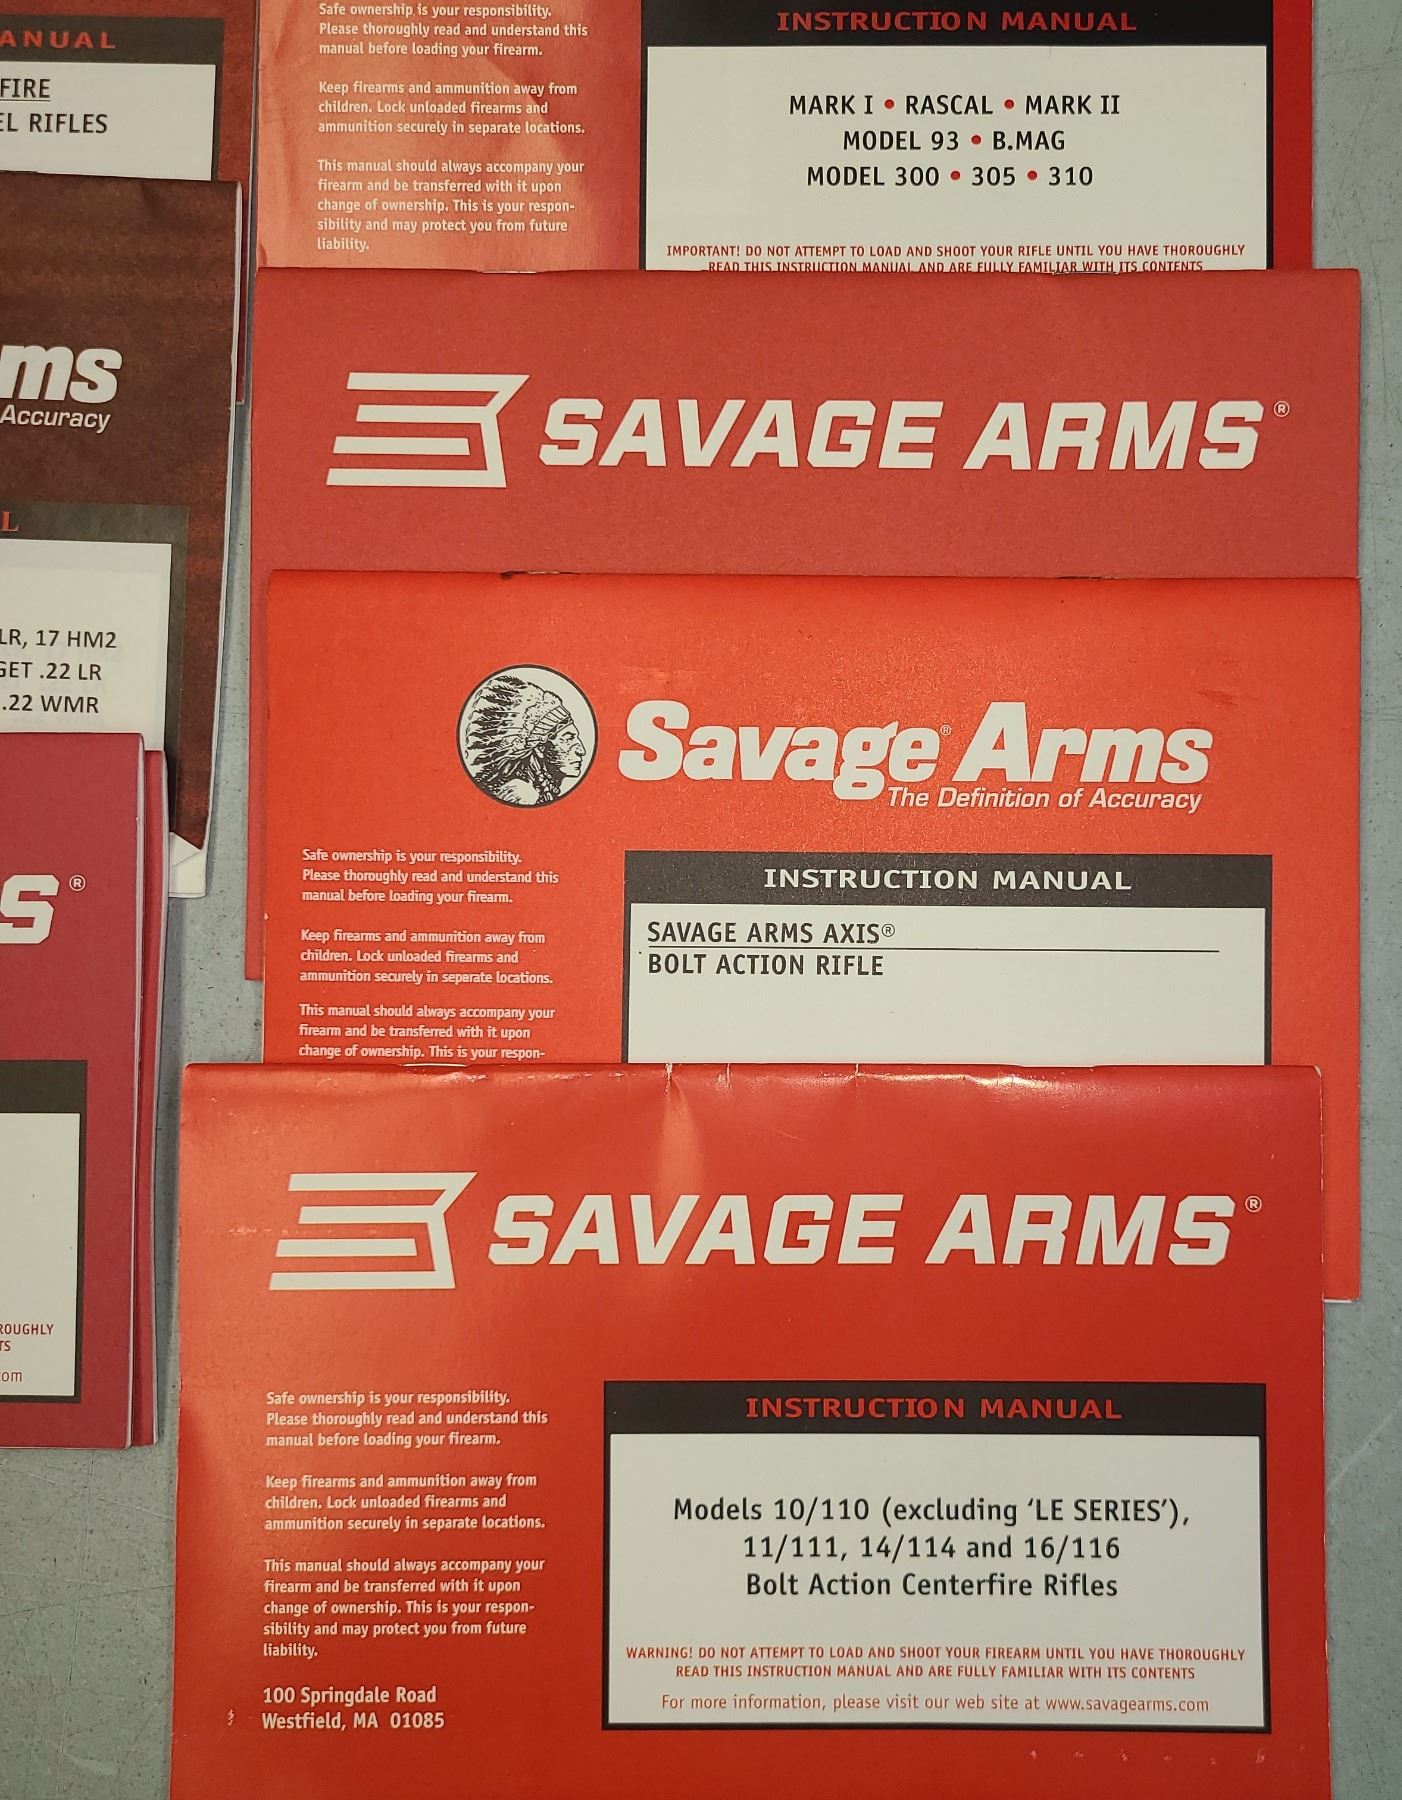 ANUAL
FIRE
RIFLES
ms
Accuracy
L
LR, 17 HM2
.22 LR
.22 WMR
S®
OUGHLY
TS
com
Safe ownership is your responsibility.
Please thoroughly read and understand this
manual before loading your firearm.
Keep firearms and ammunition away from
children. Lock unloaded firearms and
ammunition securely in separate locations.
This manual should always accompany your
firearm and be transferred with it upon
change of ownership. This is your respon-
sibility and may protect you from future
liability.
INSTRUCTION MANUAL
MARK I • RASCAL • MARK II
MODEL 93 • B.MAG
MODEL 300 • 305 • 310
IMPORTANT! DO NOT ATTEMPT TO LOAD AND SHOOT YOUR RIFLE UNTIL YOU HAVE THOROUGHLY
READ THIS INSTRUCTION MANUAL AND ARE FULLY FAMILIAR WITH ITS CONTENTS
SAVAGE ARMS®
Savage® Arms
The Definition of Accuracy
Safe ownership is your responsibility.
Please thoroughly read and understand this
manual before loading your firearm.
Keep firearms and ammunition away from
children. Lock unloaded firearms and
ammunition securely in separate locations.
This manual should always accompany your
firearm and be transferred with it upon
change of ownership. This is your respon-
INSTRUCTION MANUAL
SAVAGE ARMS AXIS®
BOLT ACTION RIFLE
SAVAGE ARMS®
Safe ownership is your responsibility.
Please thoroughly read and understand this
manual before loading your firearm.
Keep firearms and ammunition away from
children. Lock unloaded firearms and
ammunition securely in separate locations.
This manual should always accompany your
firearm and be transferred with it upon
change of ownership. This is your respon-
sibility and may protect you from future
liability.
100 Springdale Road
Westfield, MA 01085
INSTRUCTION MANUAL
Models 10/110 (excluding ‘LE SERIES’),
11/111, 14/114 and 16/116
Bolt Action Centerfire Rifles
WARNING! DO NOT ATTEMPT TO LOAD AND SHOOT YOUR FIREARM UNTIL YOU HAVE THOROUGHLY
READ THIS INSTRUCTION MANUAL AND ARE FULLY FAMILIAR WITH ITS CONTENTS
For more information, please visit our web site at www.savagearms.com